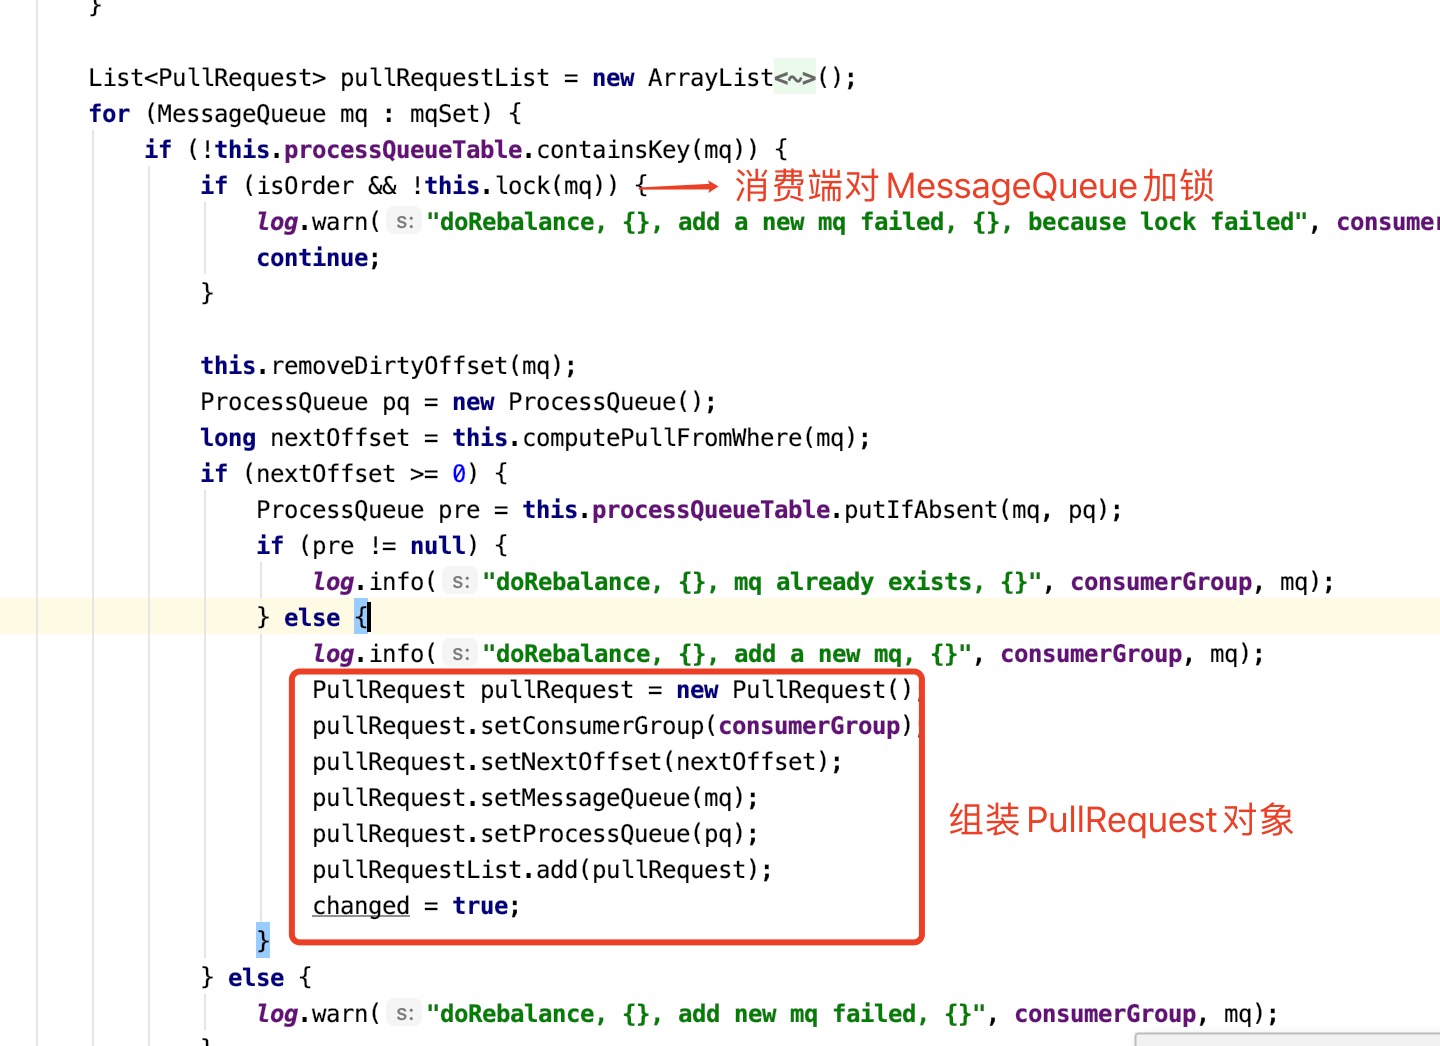 }
List<PullRequest> pullRequestList = new ArrayList<~>();
for (MessageQueue mq : mqSet) {
if (!this.processQueueTable.containsKey(mq)) {
if (isOrder && !this.lock(mq)) { 消费端对MessageQueue加锁
log.warn( s: "doRebalance, {}, add a new mq failed, {}, because lock failed", consumer
continue;
}
this.removeDirtyOffset(mq);
ProcessQueue pq = new ProcessQueue();
long nextOffset = this.computePullFromWhere(mq);
if (nextOffset >= 0) {
ProcessQueue pre = this.processQueueTable.putIfAbsent(mq, pq);
if (pre != null) {
log.info( s: "doRebalance, {}, mq already exists, {}", consumerGroup, mq);
} else {
log.info( s: "doRebalance, {}, add a new mq, {}", consumerGroup, mq);
PullRequest pullRequest = new PullRequest()
pullRequest.setConsumerGroup(consumerGroup)
pullRequest.setNextOffset(nextOffset);
pullRequest.setMessageQueue(mq);
pullRequest.setProcessQueue(pq);
组装PullRequest对象
pullRequestList.add(pullRequest);
changed = true;
}
} else {
log.warn( s: "doRebalance, {}, add new mq failed, {}", consumerGroup, mq);